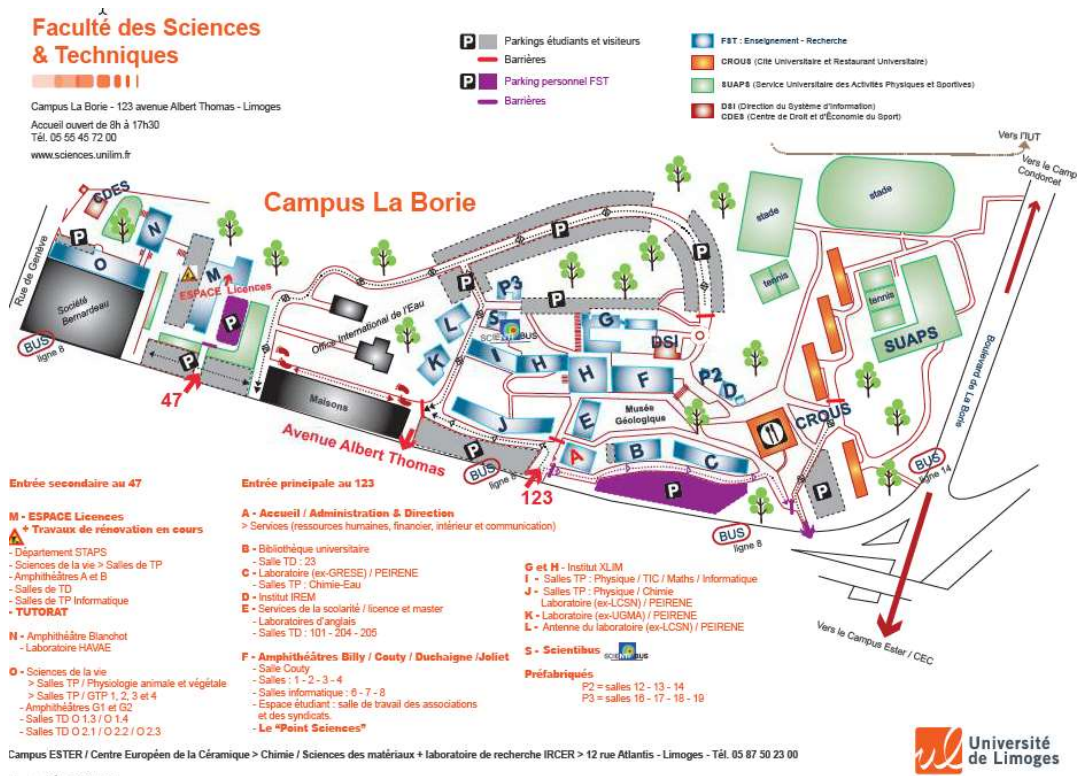 Faculté des Sciences
& Techniques
Campus La Borie - 123 avenue Albert Thomas - Limoges
Accueil ouvert de 8h à 17h30
Tél. 05 55 45 72 00
www.sciences.unilim.fr
P Parkings étudiants et visiteurs
Barrières
P Parking personnel FST
Barrières
FST : Enseignement - Recherche
CROUS (Cité Universitaire et Restaurant Universitaire)
SUAPS (Service Universitaire des Activités Physiques et Sportives)
DSI (Direction du Système d'Information)
CDES (Centre de Droit et d'Économie du Sport)
Vers l'IUT
Vers le Camp
Condorcet
Campus La Borie
CDES
N
P
O
M
ESPACE Licences
P
Rue de Genève
Société
Bernardeau
BUS
ligne 8
P
47
Office International de l'Eau
Maisons
Avenue Albert Thomas
P
P
P
P
P3
L
S
SCIENTIBUS
K
I
H
H
G
DSI
F
P2
D
J
E
Musée
Géologique
A
B
C
P
P
BUS
ligne 8
123
stade
stade
tennis
tennis
SUAPS
CROUS
P
Boulevard de La Borie
BUS
ligne 14
BUS
ligne 8
Vers le Campus Ester / CEC
Entrée secondaire au 47
M - ESPACE Licences
+ Travaux de rénovation en cours
- Département STAPS
- Sciences de la vie > Salles de TP
- Amphithéâtres A et B
- Salles de TD
- Salles de TP Informatique
- TUTORAT
N - Amphithéâtre Blanchot
- Laboratoire HAVAE
O - Sciences de la vie
> Salles TP / Physiologie animale et végétale
> Salles TP / GTP 1, 2, 3 et 4
- Amphithéâtres G1 et G2
- Salles TD O 1.3 / O 1.4
- Salles TD O 2.1 / O 2.2 / O 2.3
Entrée principale au 123
A - Accueil / Administration & Direction
> Services (ressources humaines, financier, intérieur et communication)
B - Bibliothèque universitaire
- Salle TD : 23
C - Laboratoire (ex-GRESE) / PEIRENE
- Salles TP : Chimie-Eau
D - Institut IREM
E - Services de la scolarité / licence et master
- Laboratoires d'anglais
- Salles TD : 101 - 204 - 205
F - Amphithéâtres Billy / Couty / Duchaigne /Joliet
- Salle Couty
- Salles : 1 - 2 - 3 - 4
- Salles informatique : 6 - 7 - 8
- Espace étudiant : salle de travail des associations
et des syndicats.
- Le "Point Sciences"
G et H - Institut XLIM
I - Salles TP : Physique / TIC / Maths / Informatique
J - Salles TP : Physique / Chimie
Laboratoire (ex-LCSN) / PEIRENE
K - Laboratoire (ex-UGMA) / PEIRENE
L - Antenne du laboratoire (ex-LCSN) / PEIRENE
S - Scientibus SCIENTIBUS
Préfabriqués
P2 = salles 12 - 13 - 14
P3 = salles 16 - 17 - 18 - 19
Campus ESTER / Centre Européen de la Céramique > Chimie / Sciences des matériaux + laboratoire de recherche IRCER > 12 rue Atlantis - Limoges - Tél. 05 87 50 23 00
ul Université
de Limoges